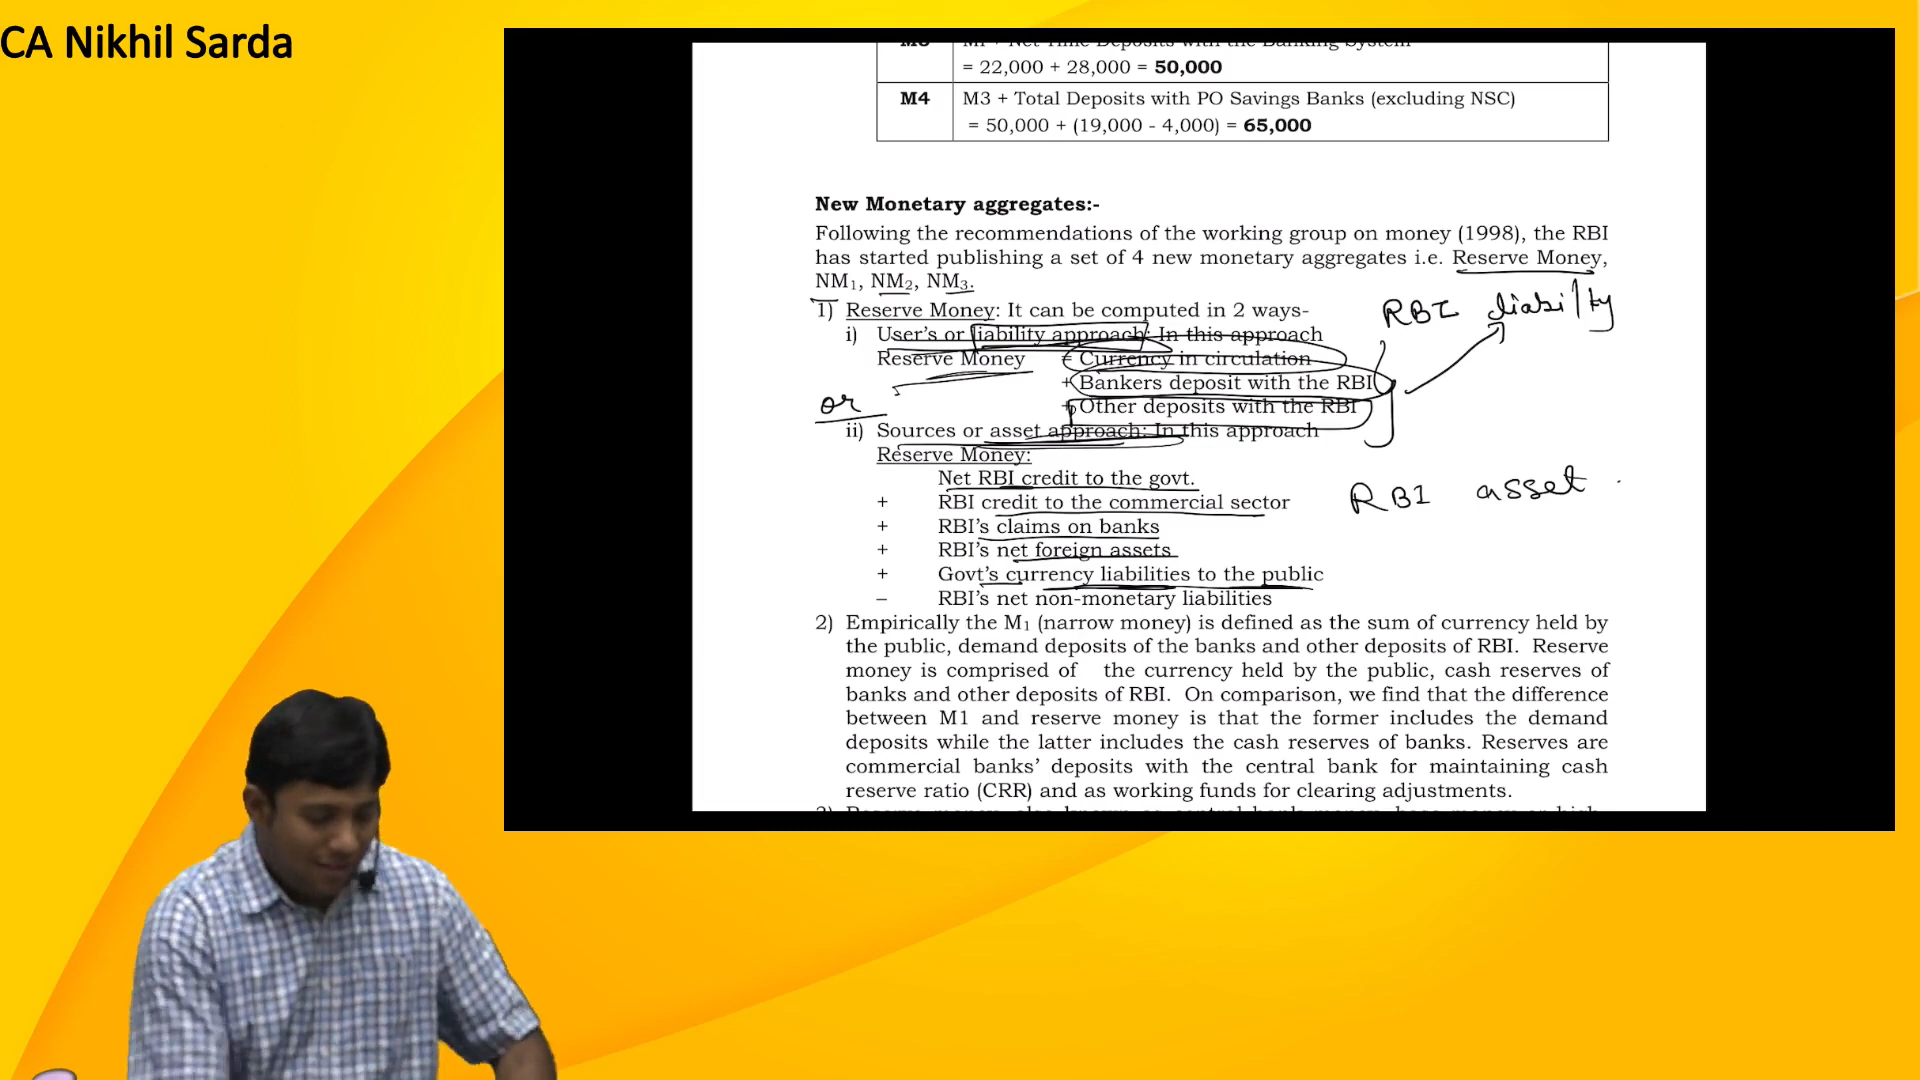 CA Nikhil Sarda
M3 M1 + Net Time Deposits with the Banking System
= 22,000 + 28,000 = 50,000
M4 M3 + Total Deposits with PO Savings Banks (excluding NSC)
= 50,000 + (19,000 - 4,000) = 65,000
New Monetary aggregates:-
Following the recommendations of the working group on money (1998), the RBI
has started publishing a set of 4 new monetary aggregates i.e. Reserve Money,
NM₁, NM₂, NM₃.
1) Reserve Money: It can be computed in 2 ways-
RBI liability
i) User's or liability approach: In this approach
Reserve Money = Currency in circulation
+ Bankers deposit with the RBI
+ Other deposits with the RBI
or
ii) Sources or asset approach: In this approach
Reserve Money:
Net RBI credit to the govt.
RBI asset
+ RBI credit to the commercial sector
+ RBI's claims on banks
+ RBI's net foreign assets
+ Govt's currency liabilities to the public
– RBI's net non-monetary liabilities
2) Empirically the M₁ (narrow money) is defined as the sum of currency held by
the public, demand deposits of the banks and other deposits of RBI. Reserve
money is comprised of the currency held by the public, cash reserves of
banks and other deposits of RBI. On comparison, we find that the difference
between M1 and reserve money is that the former includes the demand
deposits while the latter includes the cash reserves of banks. Reserves are
commercial banks' deposits with the central bank for maintaining cash
reserve ratio (CRR) and as working funds for clearing adjustments.